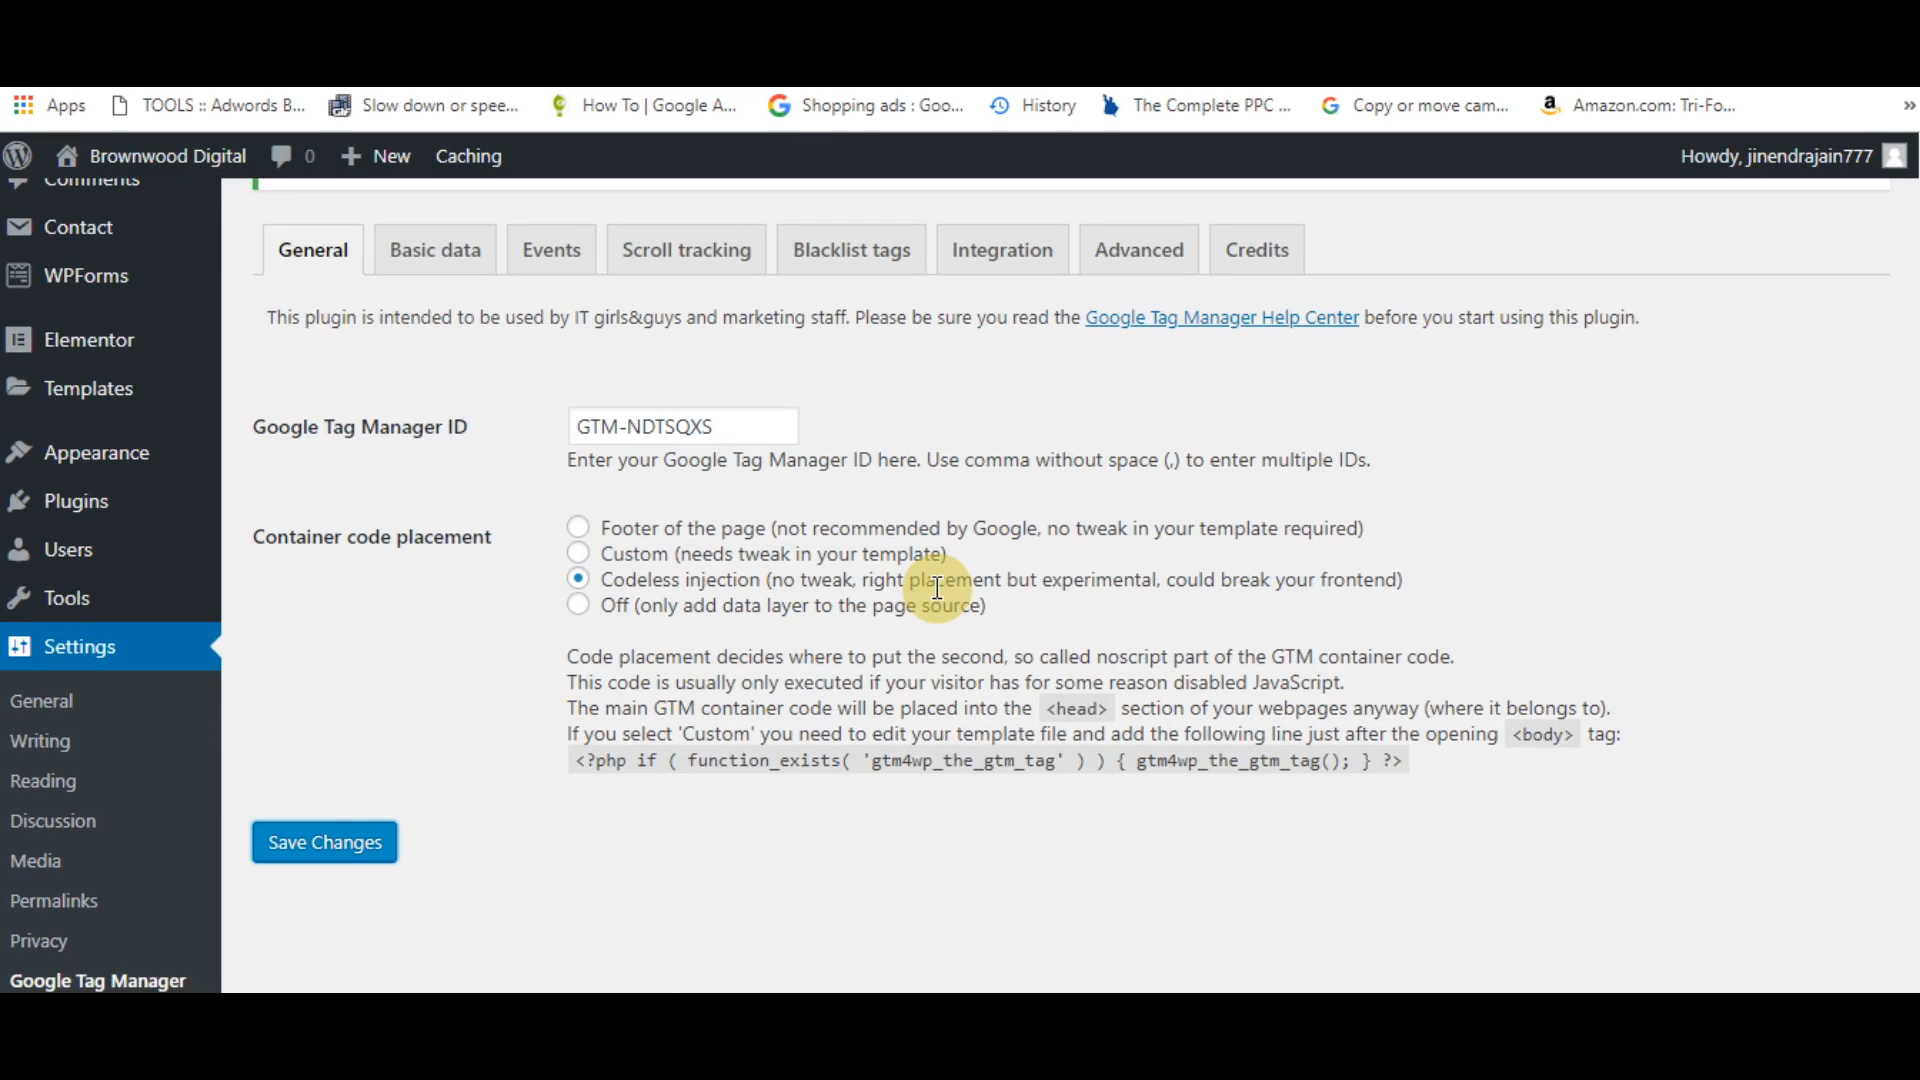 Apps TOOLS :: Adwords B... Slow down or spee... How To | Google A... Shopping ads : Goo... History The Complete PPC ... Copy or move cam... Amazon.com: Tri-Fo... »
Brownwood Digital 0 New Caching Howdy, jinendrajain777
Comments
Contact
WPForms
Elementor
Templates
Appearance
Plugins
Users
Tools
Settings
General
Writing
Reading
Discussion
Media
Permalinks
Privacy
Google Tag Manager
General Basic data Events Scroll tracking Blacklist tags Integration Advanced Credits
This plugin is intended to be used by IT girls&guys and marketing staff. Please be sure you read the Google Tag Manager Help Center before you start using this plugin.
Google Tag Manager ID GTM-NDTSQXS
Enter your Google Tag Manager ID here. Use comma without space (,) to enter multiple IDs.
Container code placement
Footer of the page (not recommended by Google, no tweak in your template required)
Custom (needs tweak in your template)
Codeless injection (no tweak, right placement but experimental, could break your frontend)
Off (only add data layer to the page source)
Code placement decides where to put the second, so called noscript part of the GTM container code.
This code is usually only executed if your visitor has for some reason disabled JavaScript.
The main GTM container code will be placed into the <head> section of your webpages anyway (where it belongs to).
If you select 'Custom' you need to edit your template file and add the following line just after the opening <body> tag:
<?php if ( function_exists( 'gtm4wp_the_gtm_tag' ) ) { gtm4wp_the_gtm_tag(); } ?>
Save Changes